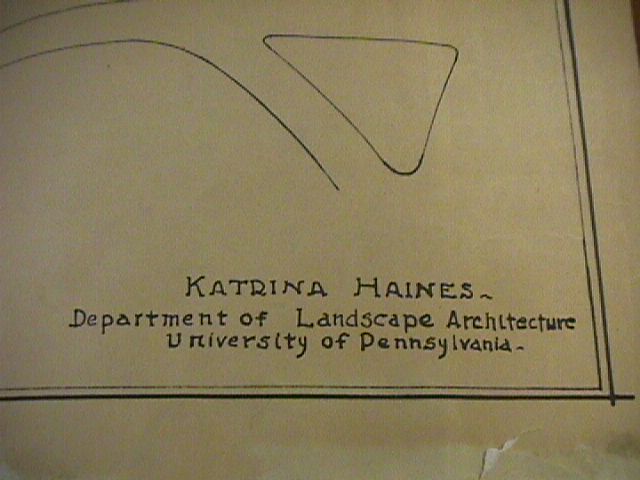 KATRINA HAINES~
Department of Landscape Architecture
University of Pennsylvania~